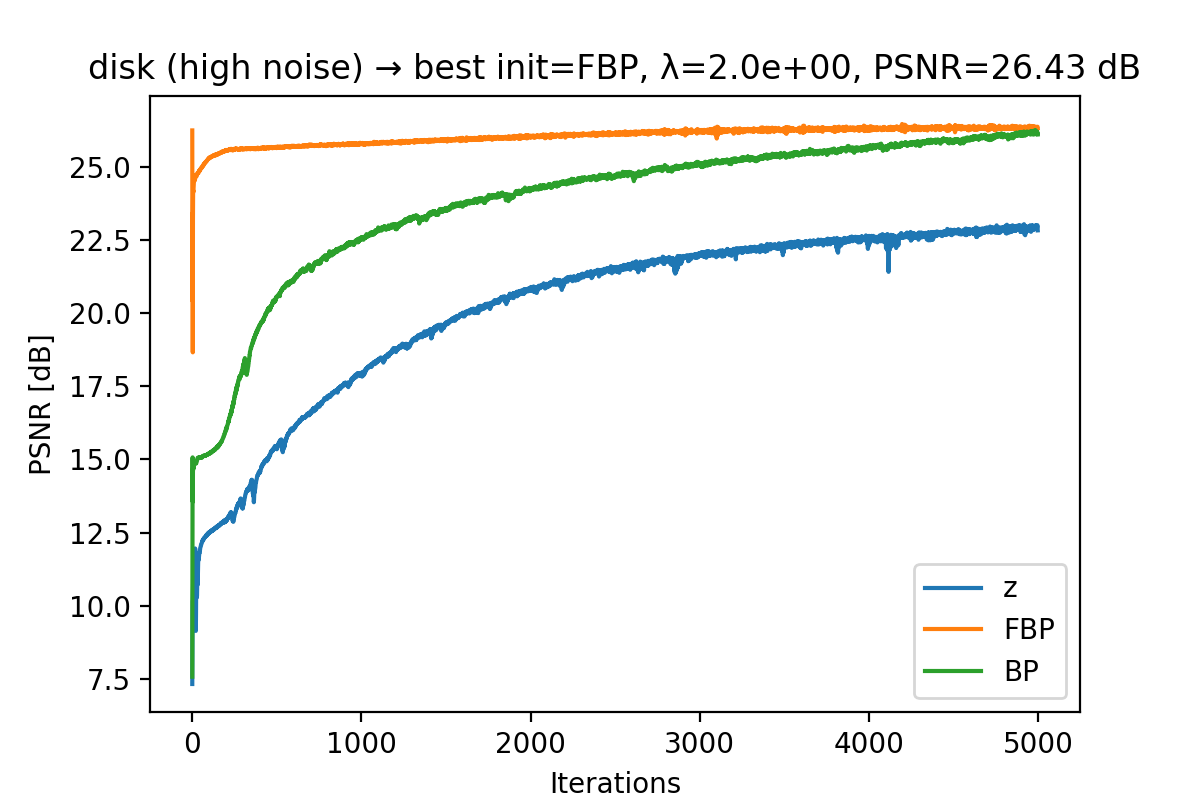 disk (high noise) → best init=FBP, λ=2.0e+00, PSNR=26.43 dB
PSNR [dB]
25.0
22.5
20.0
17.5
15.0
12.5
10.0
7.5
z
FBP
BP
0 1000 2000 3000 4000 5000
Iterations